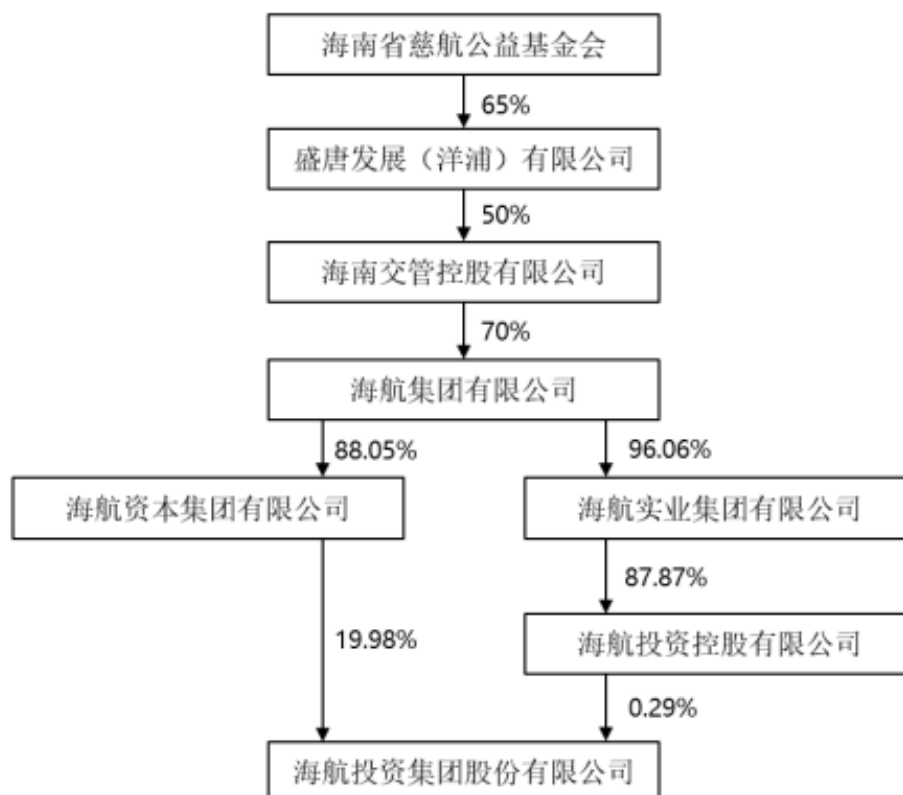 海南省慈航公益基金会
65%
盛唐发展（洋浦）有限公司
50%
海南交管控股有限公司
70%
海航集团有限公司
88.05%
96.06%
海航资本集团有限公司
海航实业集团有限公司
87.87%
19.98%
海航投资控股有限公司
0.29%
海航投资集团股份有限公司